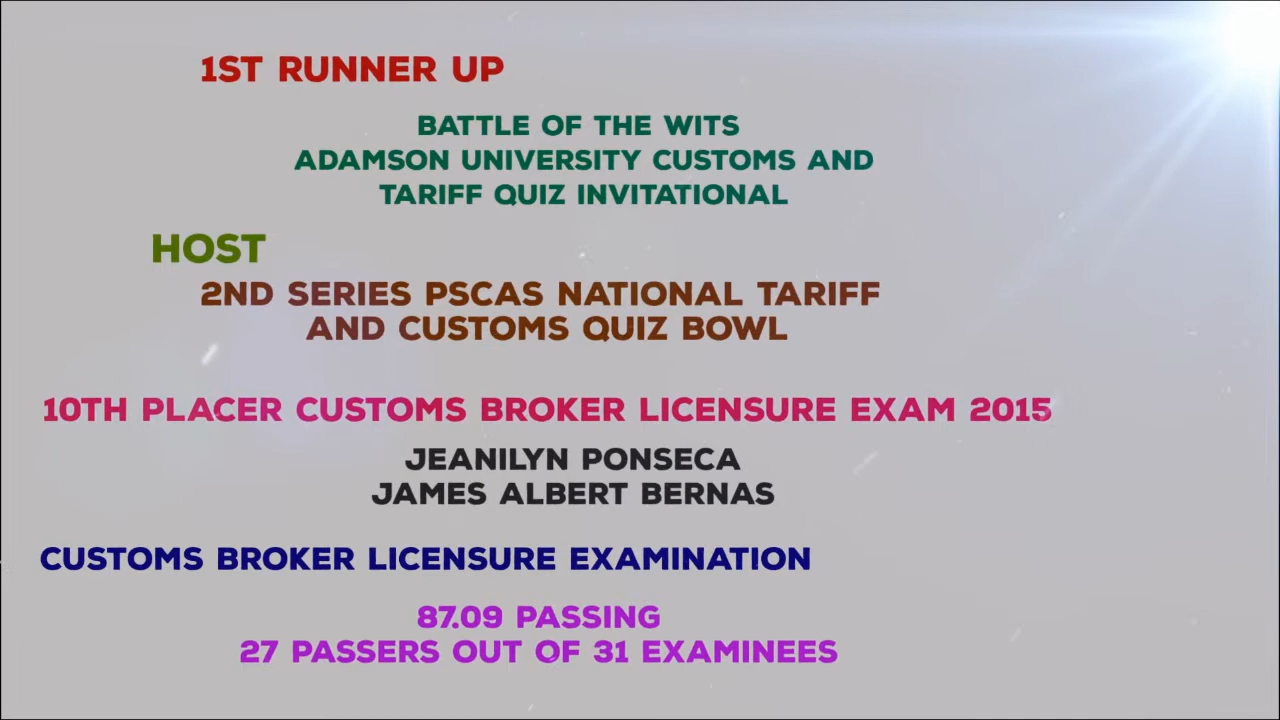 1ST RUNNER UP
BATTLE OF THE WITS
ADAMSON UNIVERSITY CUSTOMS AND
TARIFF QUIZ INVITATIONAL
HOST
2ND SERIES PSCAS NATIONAL TARIFF
AND CUSTOMS QUIZ BOWL
10TH PLACER CUSTOMS BROKER LICENSURE EXAM 2015
JEANILYN PONSECA
JAMES ALBERT BERNAS
CUSTOMS BROKER LICENSURE EXAMINATION
87.09 PASSING
27 PASSERS OUT OF 31 EXAMINEES